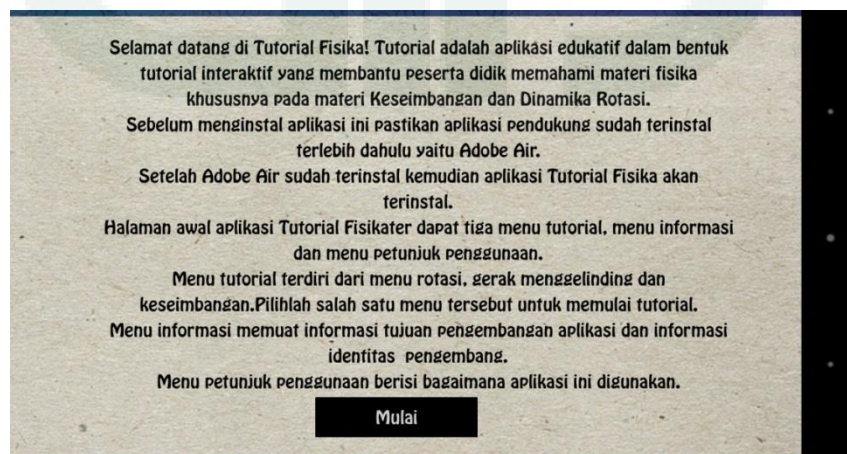 Selamat datang di Tutorial Fisika! Tutorial adalah aplikasi edukatif dalam bentuk
tutorial interaktif yang membantu peserta didik memahami materi fisika
khususnya pada materi Keseimbangan dan Dinamika Rotasi.
Sebelum menginstal aplikasi ini pastikan aplikasi pendukung sudah terinstal
terlebih dahulu yaitu Adobe Air.
Setelah Adobe Air sudah terinstal kemudian aplikasi Tutorial Fisika akan
terinstal.
Halaman awal aplikasi Tutorial Fisikater dapat tiga menu tutorial, menu informasi
dan menu petunjuk penggunaan.
Menu tutorial terdiri dari menu rotasi, gerak menggelinding dan
keseimbangan.Pilihlah salah satu menu tersebut untuk memulai tutorial.
Menu informasi memuat informasi tujuan pengembangan aplikasi dan informasi
identitas pengembang.
Menu petunjuk penggunaan berisi bagaimana aplikasi ini digunakan.
Mulai